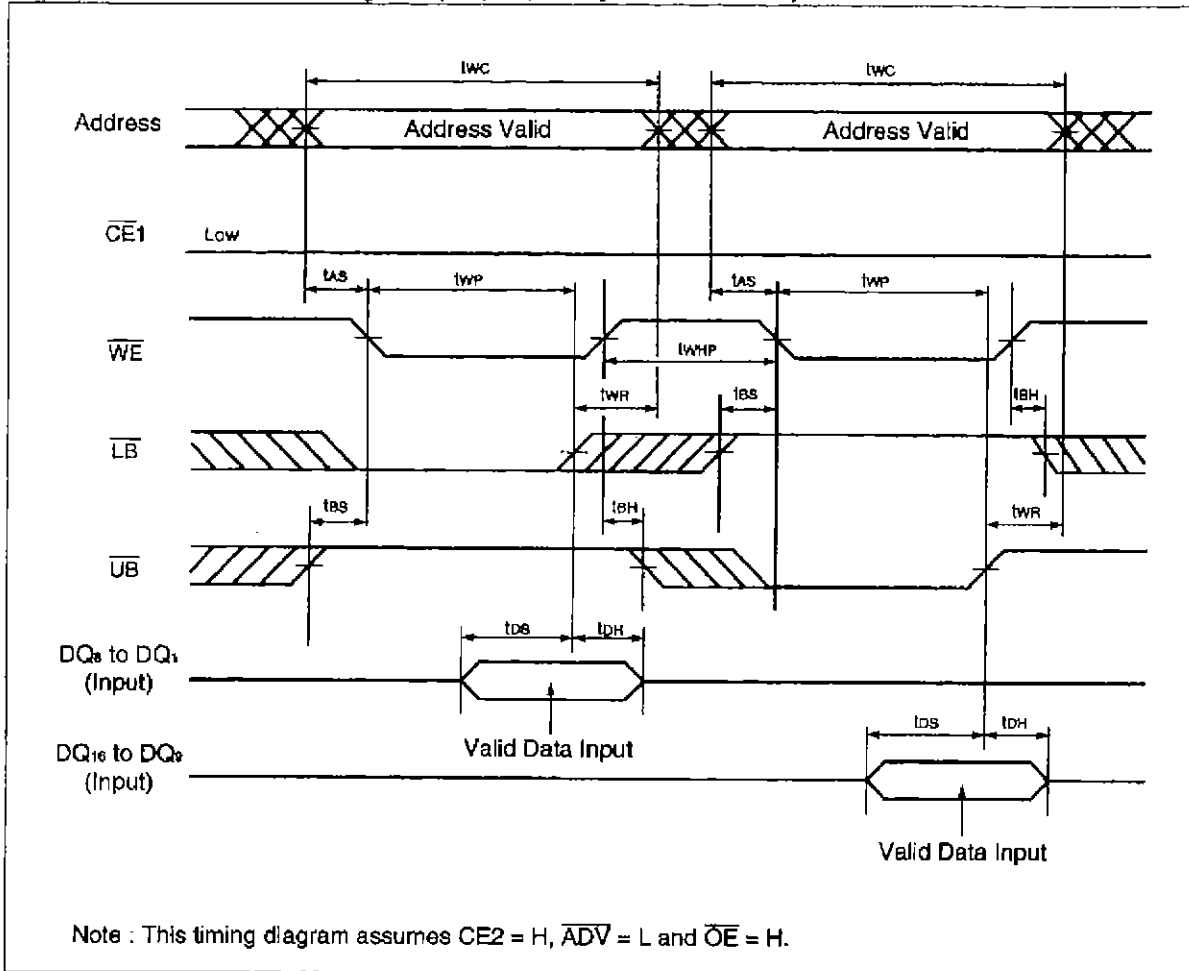 tWC tWC
Address Address Valid Address Valid
CE1 Low
tAS tWP tAS tWP
WE
tWHP
tWR tBS tBH
LB
tBS tBH tWR
UB
tDS tDH
DQ8 to DQ1
(Input)
Valid Data Input
tDS tDH
DQ16 to DQ9
(Input)
Valid Data Input
Note : This timing diagram assumes CE2 = H, ADV = L and OE = H.